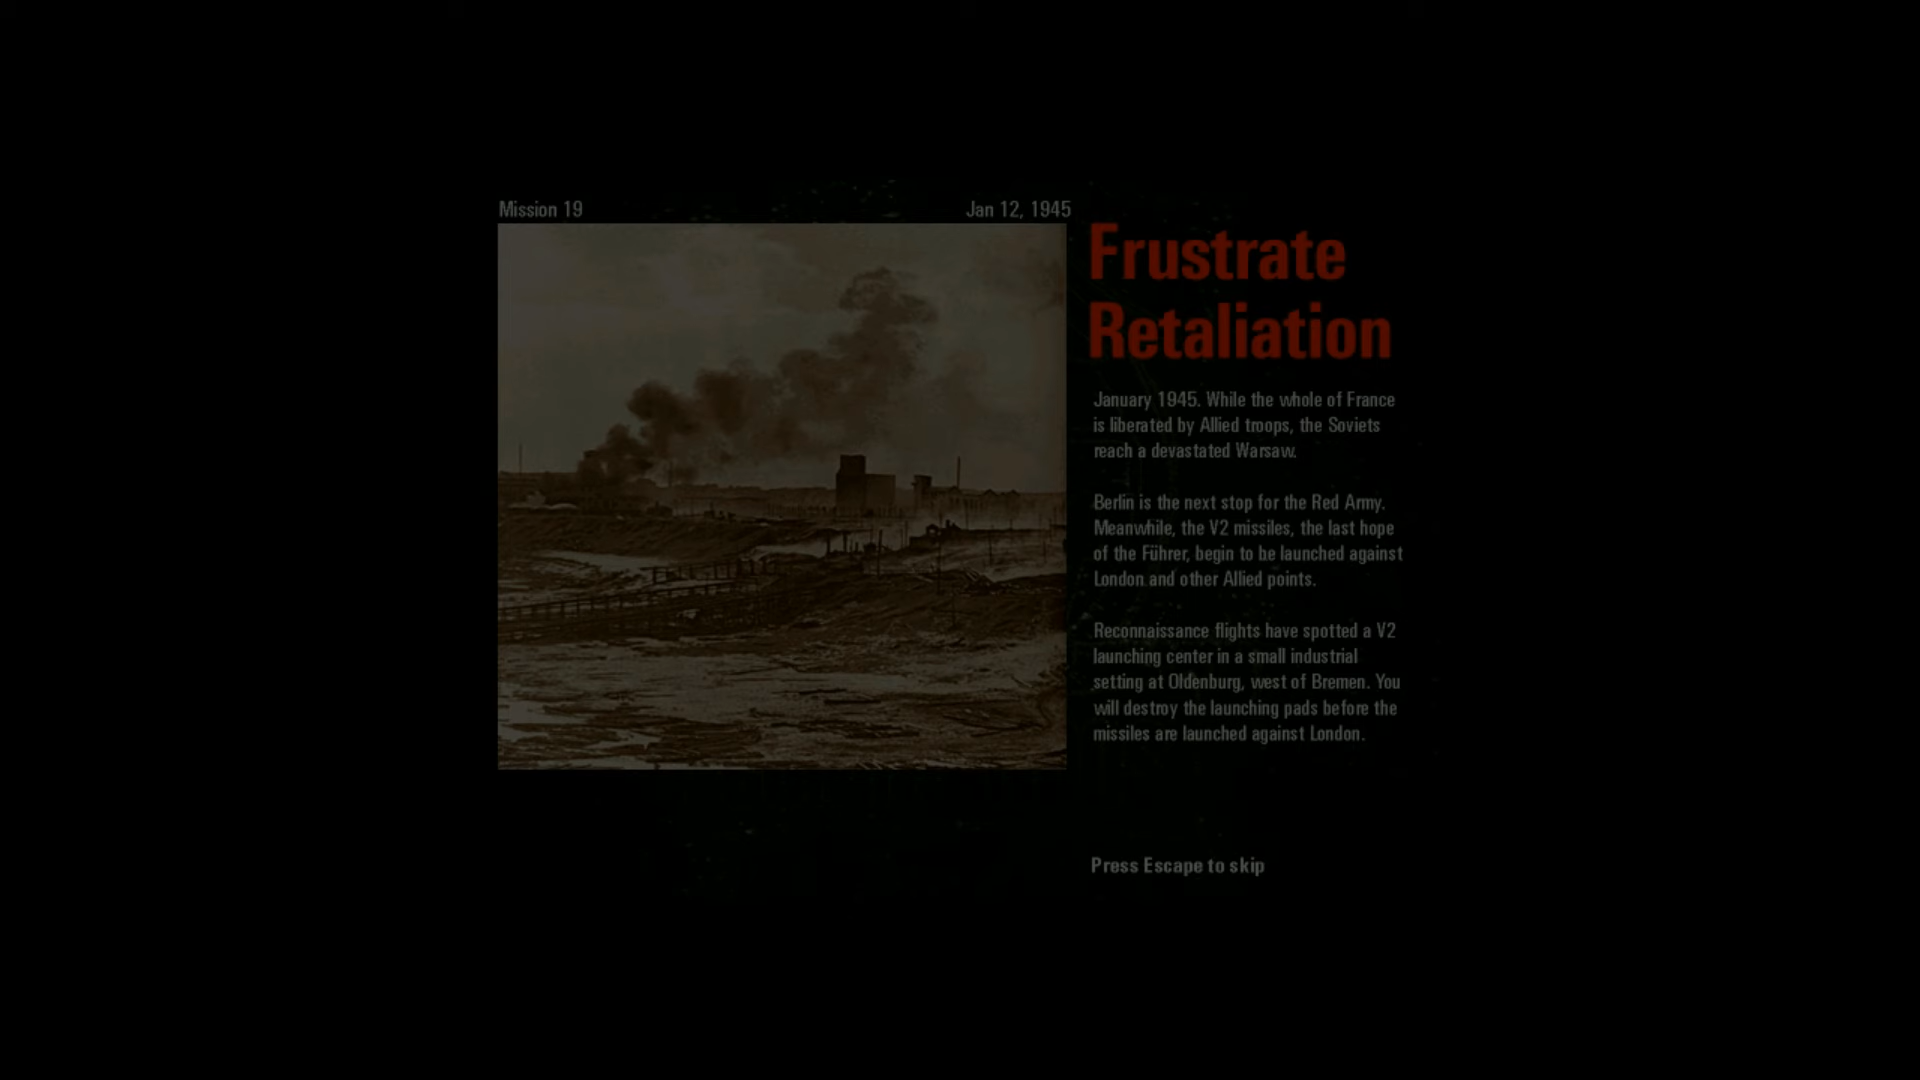 Mission 19
Jan 12, 1945
Frustrate
Retaliation
January 1945. While the whole of France
is liberated by Allied troops, the Soviets
reach a devastated Warsaw.
Berlin is the next stop for the Red Army.
Meanwhile, the V2 missiles, the last hope
of the Führer, begin to be launched against
London and other Allied points.
Reconnaissance flights have spotted a V2
launching center in a small industrial
setting at Oldenburg, west of Bremen. You
will destroy the launching pads before the
missiles are launched against London.
Press Escape to skip